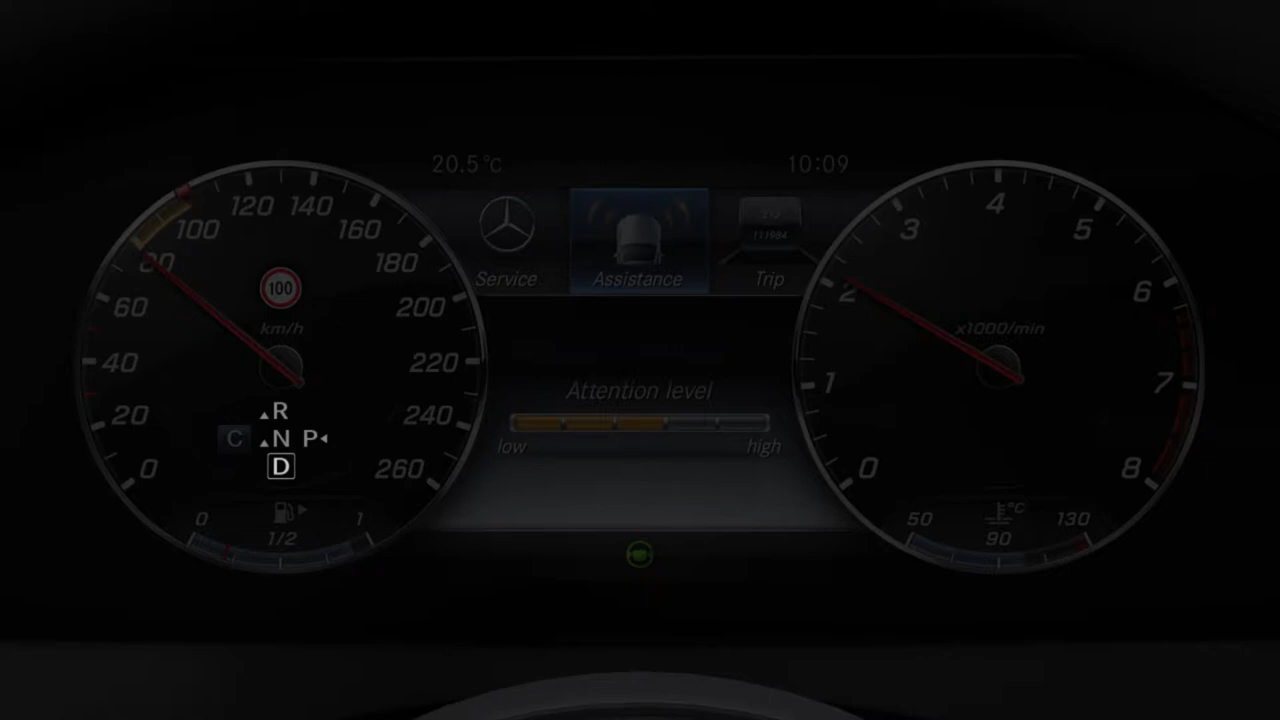 20.5°C
10:09
120 140
100 160
80 180
60 200
40 220
20 240
0 260
100
km/h
▲R
C ▲N P◄
D
0 1
1/2
Service
Assistance
Trip
213
111984
Attention level
low high
4
3 5
2 6
1 7
0 8
x1000/min
°C
50 130
90